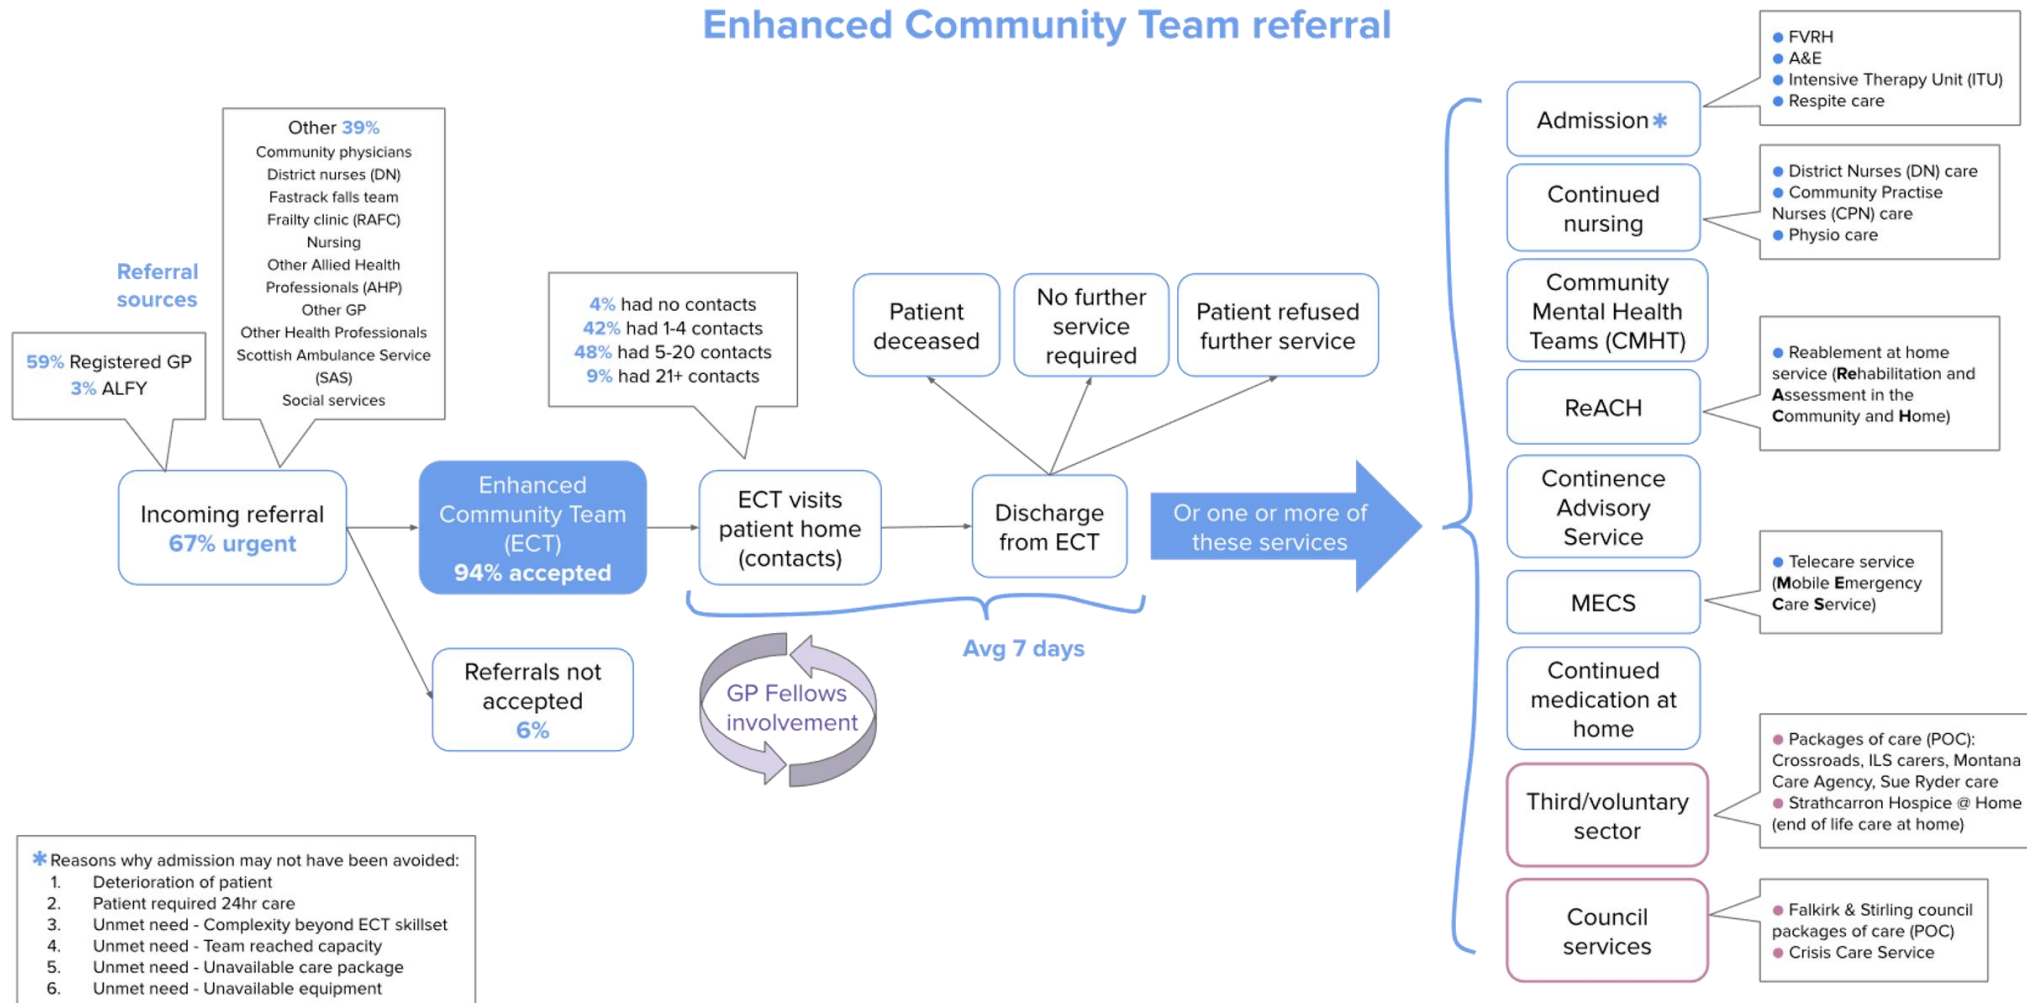 Enhanced Community Team referral
Referral
sources
59% Registered GP
3% ALFY
Other 39%
Community physicians
District nurses (DN)
Fastrack falls team
Frailty clinic (RAFC)
Nursing
Other Allied Health
Professionals (AHP)
Other GP
Other Health Professionals
Scottish Ambulance Service
(SAS)
Social services
Incoming referral
67% urgent
Enhanced
Community Team
(ECT)
94% accepted
Referrals not
accepted
6%
4% had no contacts
42% had 1-4 contacts
48% had 5-20 contacts
9% had 21+ contacts
ECT visits
patient home
(contacts)
Patient
deceased
No further
service
required
Patient refused
further service
Discharge
from ECT
Avg 7 days
GP Fellows
involvement
Or one or more of
these services
Admission*
● FVRH
● A&E
● Intensive Therapy Unit (ITU)
● Respite care
Continued
nursing
● District Nurses (DN) care
● Community Practise
Nurses (CPN) care
● Physio care
Community
Mental Health
Teams (CMHT)
ReACH
● Reablement at home
service (Rehabilitation and
Assessment in the
Community and Home)
Continence
Advisory
Service
MECS
● Telecare service
(Mobile Emergency
Care Service)
Continued
medication at
home
Third/voluntary
sector
● Packages of care (POC):
Crossroads, ILS carers, Montana
Care Agency, Sue Ryder care
● Strathcarron Hospice @ Home
(end of life care at home)
Council
services
● Falkirk & Stirling council
packages of care (POC)
● Crisis Care Service
* Reasons why admission may not have been avoided:
1. Deterioration of patient
2. Patient required 24hr care
3. Unmet need - Complexity beyond ECT skillset
4. Unmet need - Team reached capacity
5. Unmet need - Unavailable care package
6. Unmet need - Unavailable equipment